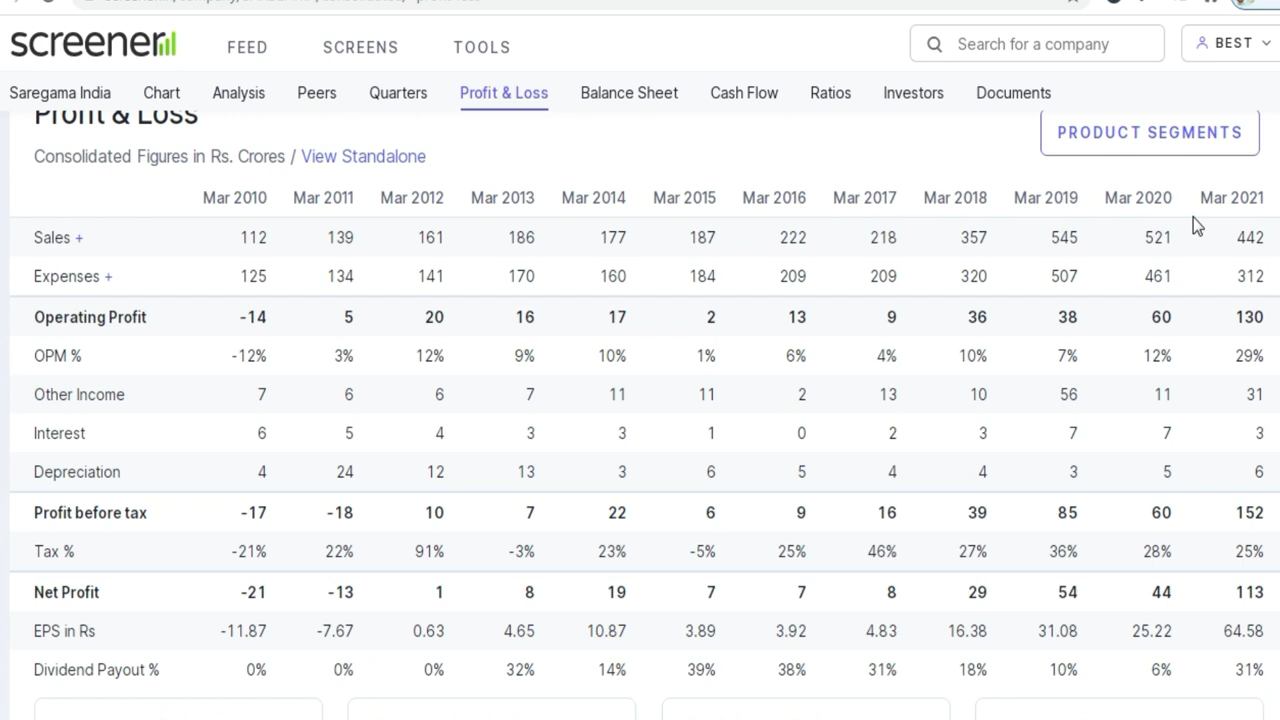 screener FEED SCREENS TOOLS Search for a company BEST
Saregama India Chart Analysis Peers Quarters Profit & Loss Balance Sheet Cash Flow Ratios Investors Documents
Profit & Loss
PRODUCT SEGMENTS
Consolidated Figures in Rs. Crores / View Standalone
Mar 2010 Mar 2011 Mar 2012 Mar 2013 Mar 2014 Mar 2015 Mar 2016 Mar 2017 Mar 2018 Mar 2019 Mar 2020 Mar 2021
Sales + 112 139 161 186 177 187 222 218 357 545 521 442
Expenses + 125 134 141 170 160 184 209 209 320 507 461 312
Operating Profit -14 5 20 16 17 2 13 9 36 38 60 130
OPM % -12% 3% 12% 9% 10% 1% 6% 4% 10% 7% 12% 29%
Other Income 7 6 6 7 11 11 2 13 10 56 11 31
Interest 6 5 4 3 3 1 0 2 3 7 7 3
Depreciation 4 24 12 13 3 6 5 4 4 3 5 6
Profit before tax -17 -18 10 7 22 6 9 16 39 85 60 152
Tax % -21% 22% 91% -3% 23% -5% 25% 46% 27% 36% 28% 25%
Net Profit -21 -13 1 8 19 7 7 8 29 54 44 113
EPS in Rs -11.87 -7.67 0.63 4.65 10.87 3.89 3.92 4.83 16.38 31.08 25.22 64.58
Dividend Payout % 0% 0% 0% 32% 14% 39% 38% 31% 18% 10% 6% 31%